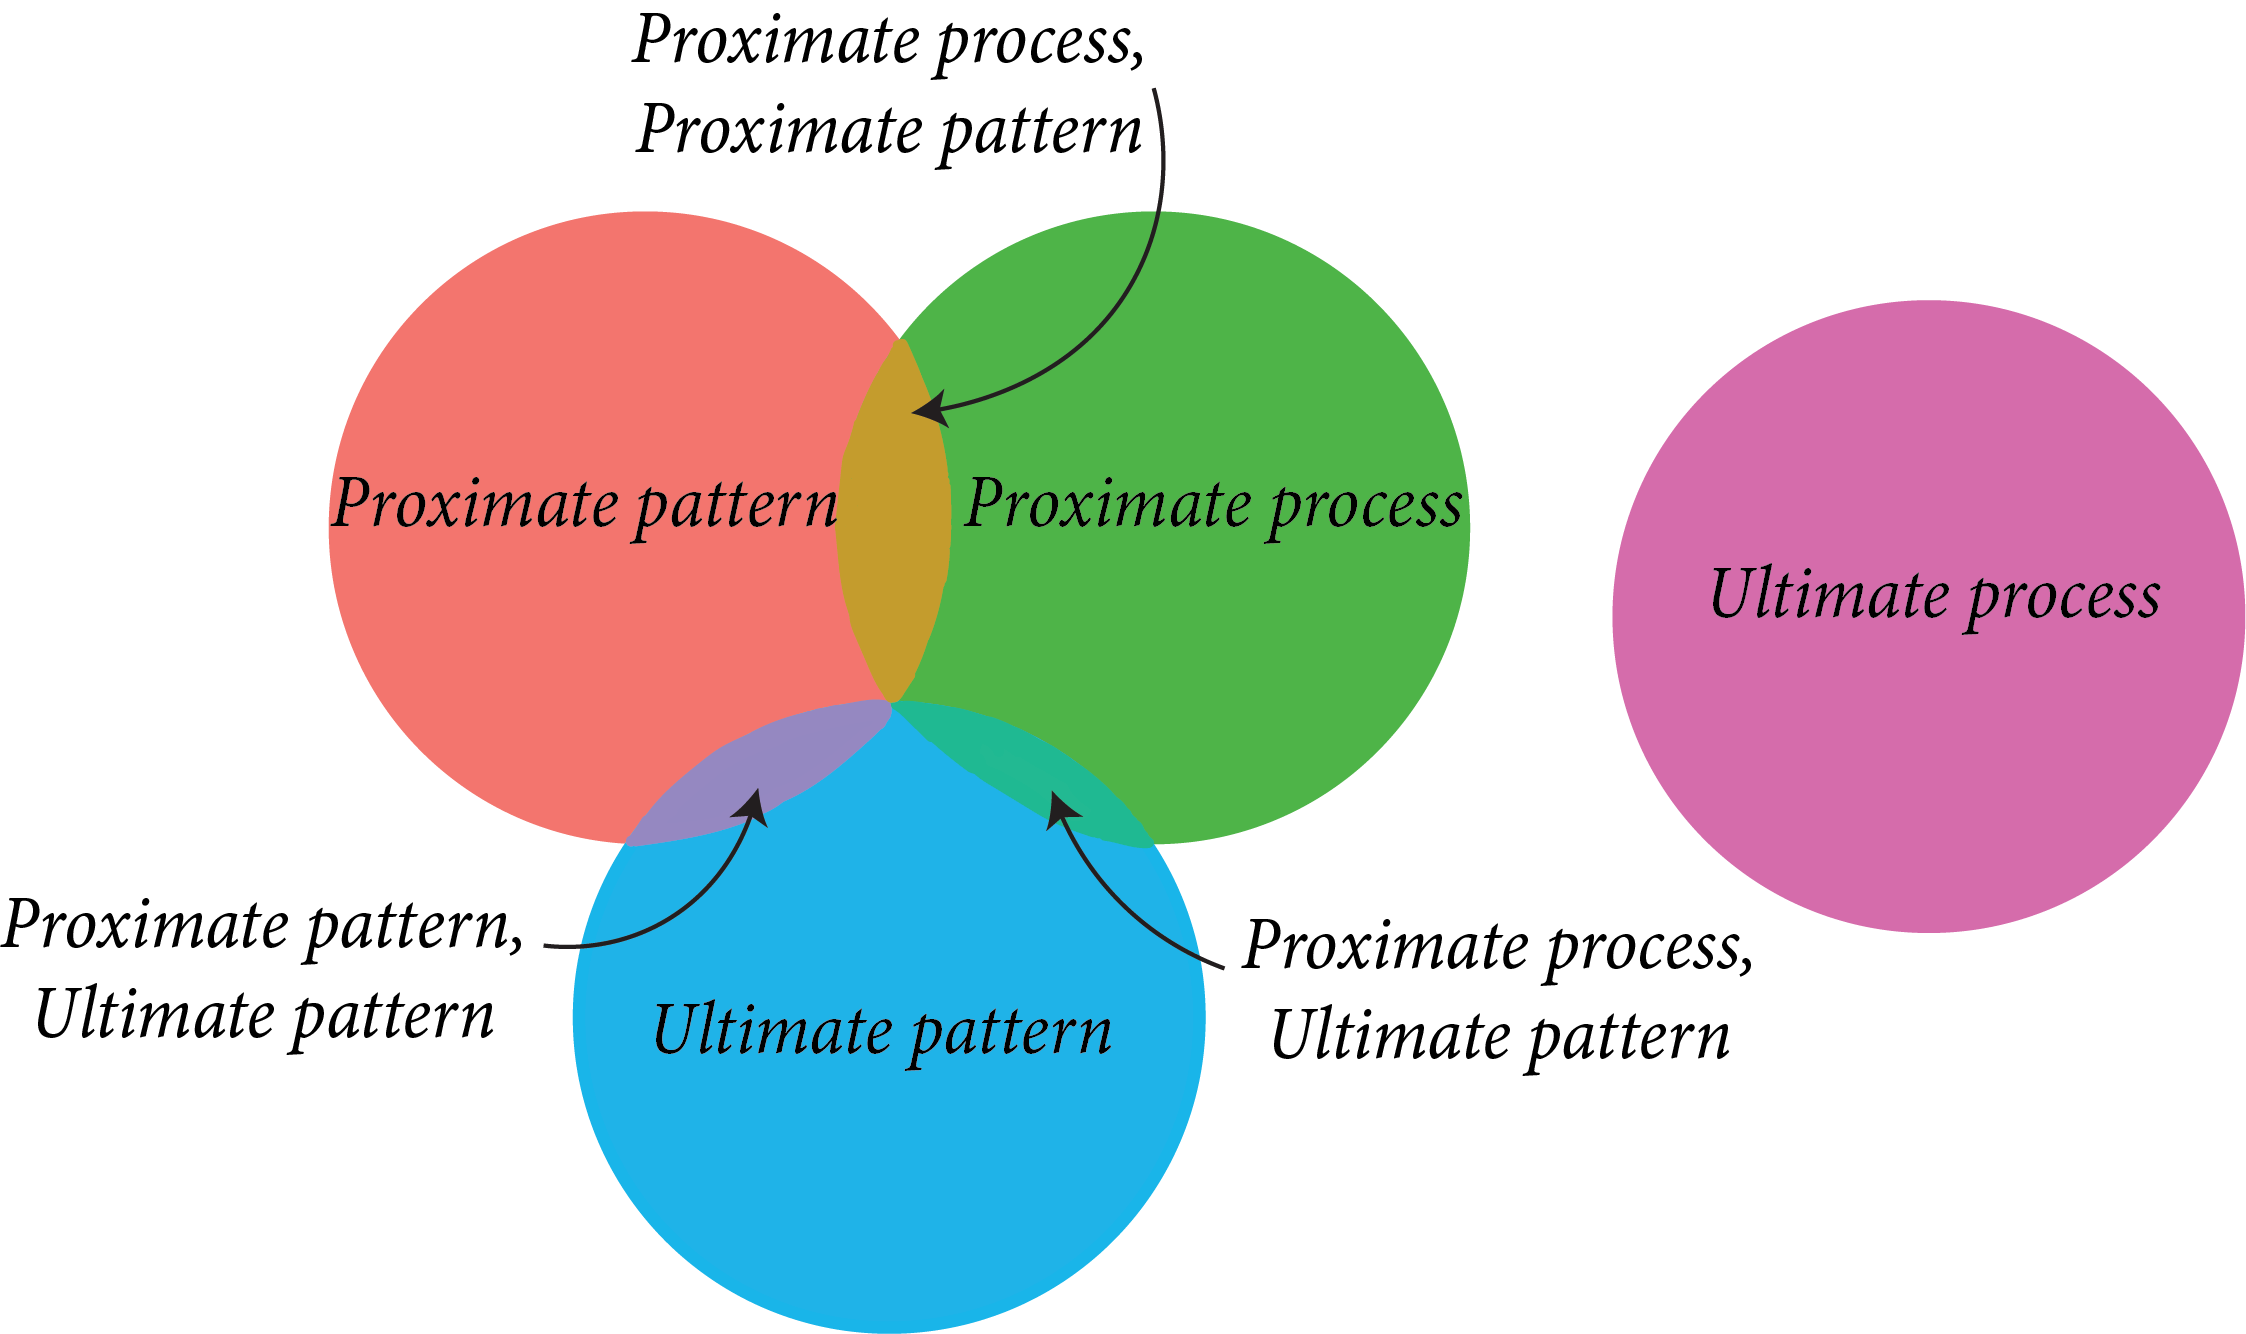 Proximate process,
Proximate pattern
Proximate pattern
Proximate process
Ultimate process
Proximate pattern,
Ultimate pattern
Ultimate pattern
Proximate process,
Ultimate pattern